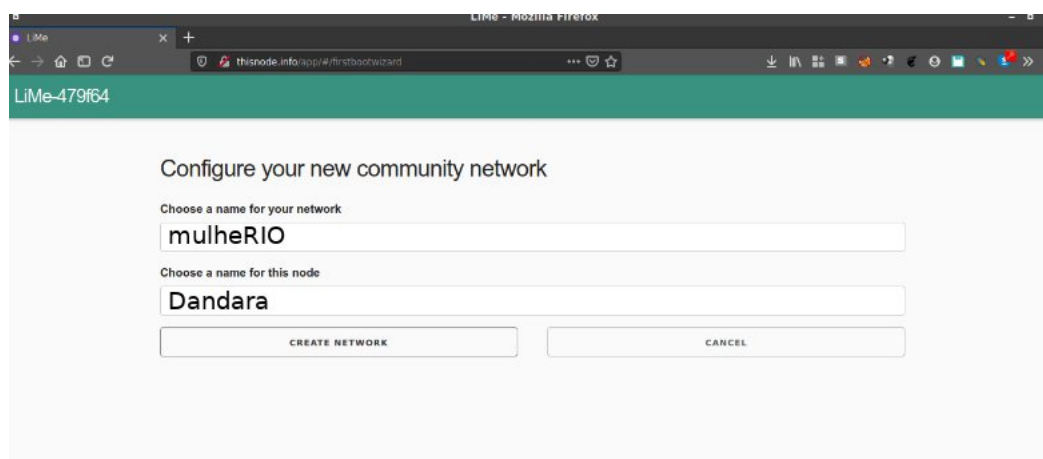 LiMe - Mozilla Firefox
LiMe
thisnode.info/app/#/firstbootwizard
LiMe-479f64
Configure your new community network
Choose a name for your network
mulheRIO
Choose a name for this node
Dandara
CREATE NETWORK CANCEL